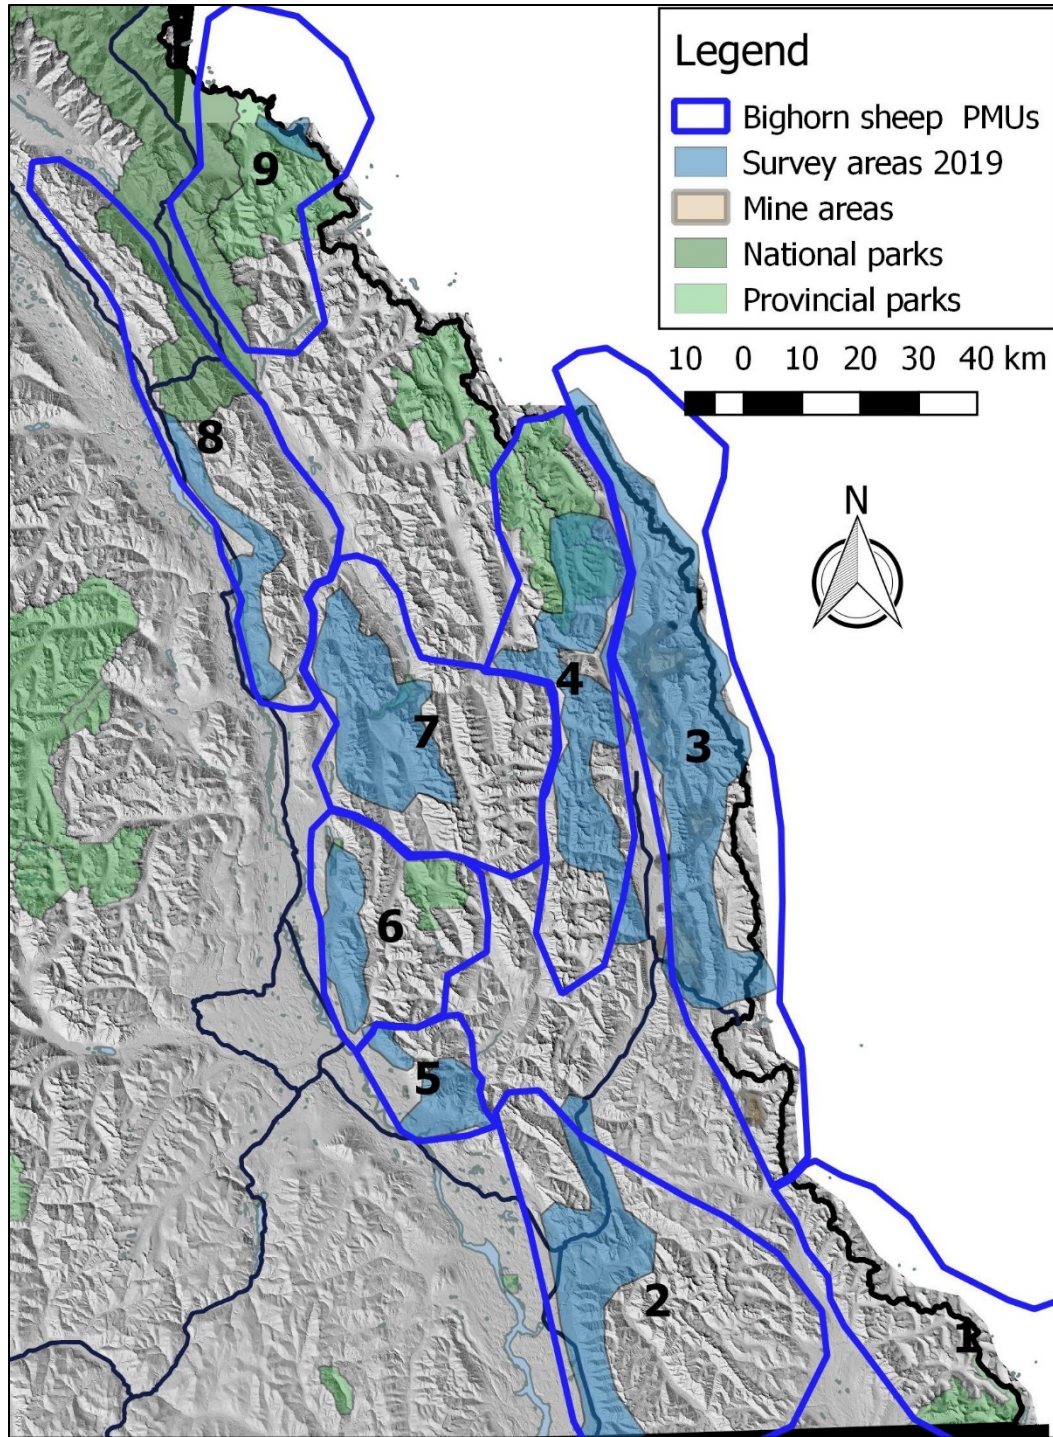 Legend
Bighorn sheep PMUs
Survey areas 2019
Mine areas
National parks
Provincial parks
10 0 10 20 30 40 km
N
9
8
4
7
3
6
5
2
1